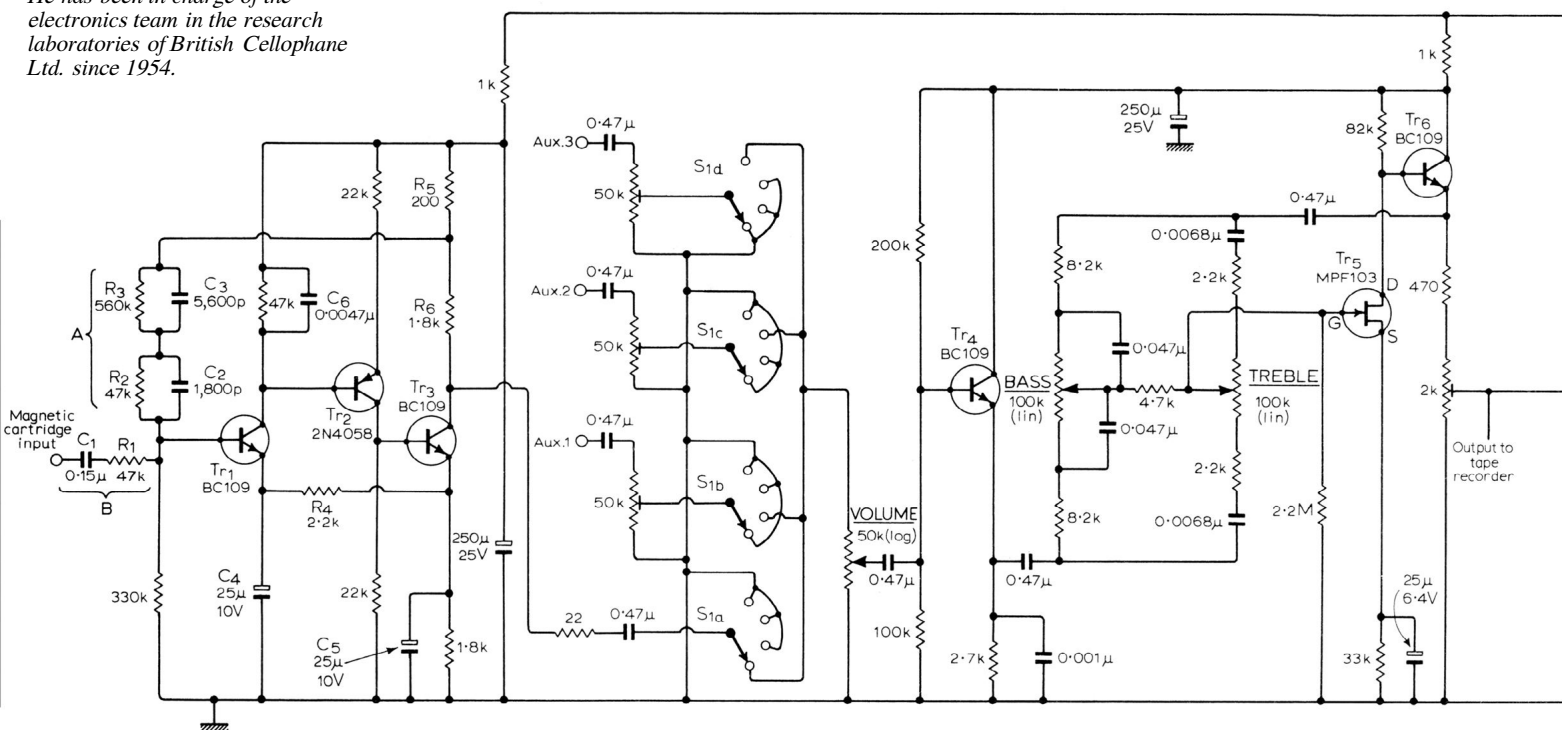 He has been in charge of the
electronics team in the research
laboratories of British Cellophane
Ltd. since 1954.
1k
1k
250μ
25V
82k
Tr6
BC109
Aux.3
0·47μ
50k
S1d
22k
R5
200
200k
0·47μ
0·0068μ
8·2k
2·2k
Tr5
MPF103
D
G
S
470
A
R3
560k
C3
5,600p
47k
C6
0·0047μ
R6
1·8k
Aux.2
0·47μ
50k
S1c
Tr4
BC109
0·047μ
BASS
100k
(lin)
4·7k
TREBLE
100k
(lin)
0·047μ
2k
R2
47k
C2
1,800p
Tr2
2N4058
Tr3
BC109
Magnetic
cartridge
input
C1
0·15μ
R1
47k
B
Tr1
BC109
R4
2·2k
Aux.1
0·47μ
50k
S1b
VOLUME
50k(log)
0·47μ
0·47μ
8·2k
2·2k
0·0068μ
2·2M
Output to
tape
recorder
250μ
25V
330k
C4
25μ
10V
22k
C5
25μ
10V
1·8k
22
0·47μ
S1a
100k
2·7k
0·001μ
33k
25μ
6·4V